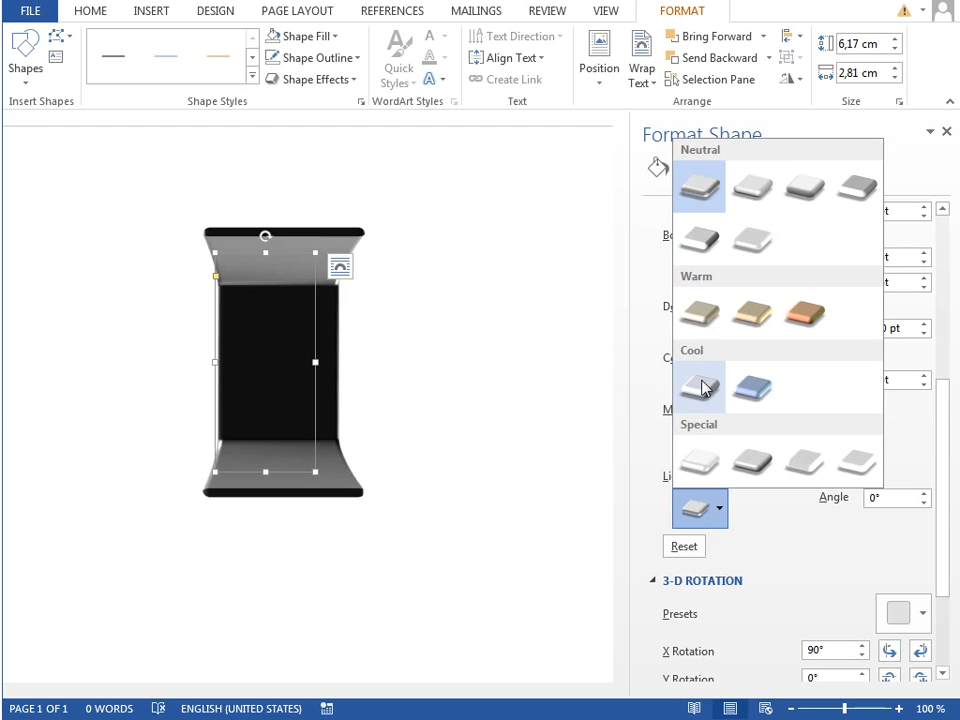 FILE HOME INSERT DESIGN PAGE LAYOUT REFERENCES MAILINGS REVIEW VIEW FORMAT
Shapes
Shape Fill
Shape Outline
Shape Effects
Quick
Styles
Text Direction
Align Text
Create Link
Position
Wrap
Text
Bring Forward
Send Backward
Selection Pane
6,17 cm
2,81 cm
Insert Shapes Shape Styles WordArt Styles Text Arrange Size
Format Shape
Neutral
Warm
Cool
Special
Angle 0°
Reset
3-D ROTATION
Presets
X Rotation 90°
Y Rotation 0°
PAGE 1 OF 1 0 WORDS ENGLISH (UNITED STATES) 100 %